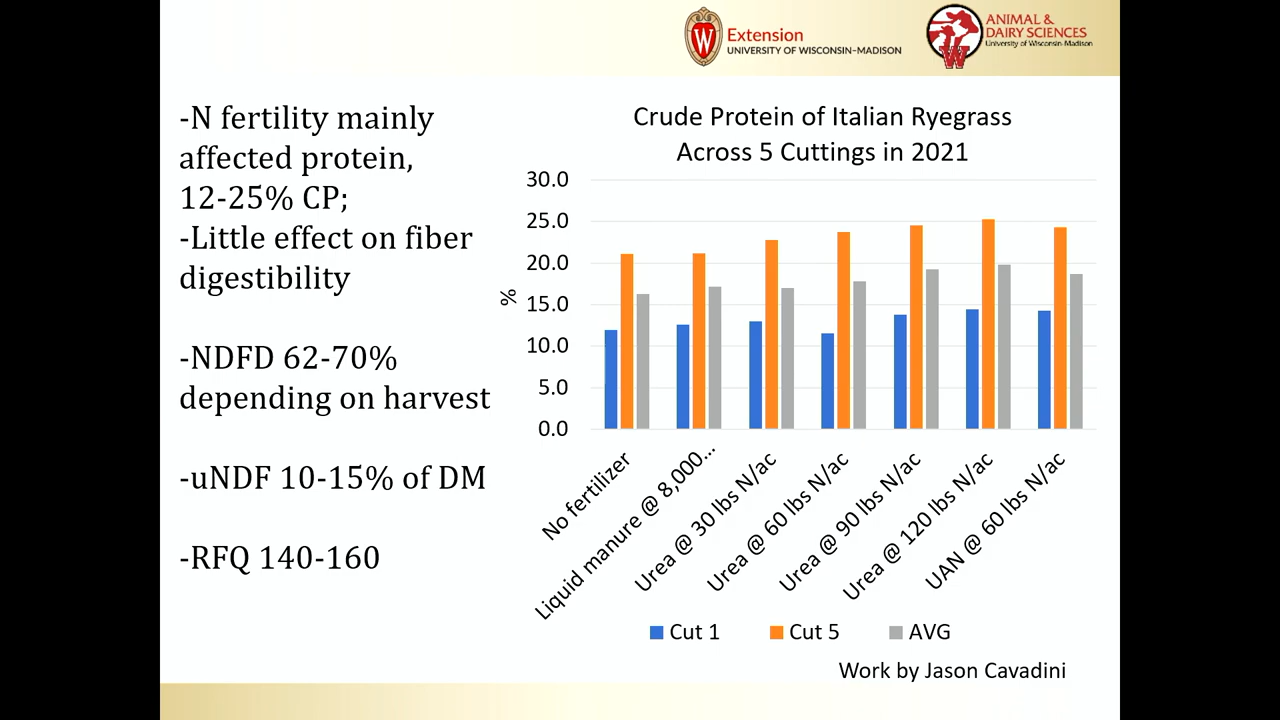 W
Extension
UNIVERSITY OF WISCONSIN–MADISON
W
ANIMAL &
DAIRY SCIENCES
University of Wisconsin-Madison
-N fertility mainly
affected protein,
12-25% CP;
-Little effect on fiber
digestibility
-NDFD 62-70%
depending on harvest
-uNDF 10-15% of DM
-RFQ 140-160
Crude Protein of Italian Ryegrass
Across 5 Cuttings in 2021
30.0
25.0
20.0
15.0
10.0
5.0
0.0
%
No fertilizer
Liquid manure @ 8,000...
Urea @ 30 lbs N/ac
Urea @ 60 lbs N/ac
Urea @ 90 lbs N/ac
Urea @ 120 lbs N/ac
UAN @ 60 lbs N/ac
Cut 1 Cut 5 AVG
Work by Jason Cavadini